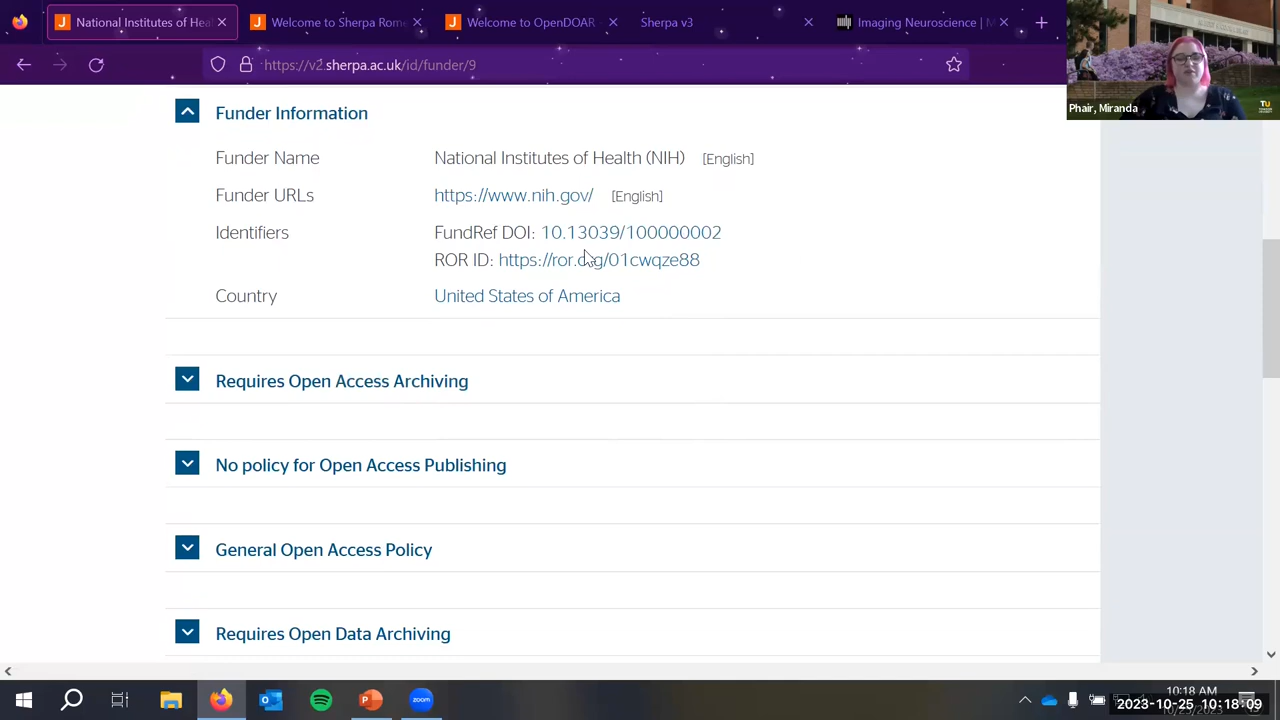 National Institutes of Heal
Welcome to Sherpa Rom
Welcome to OpenDOAR
Sherpa v3
Imaging Neuroscience | M
https://v2.sherpa.ac.uk/id/funder/9
Phair, Miranda
TU
Funder Information
Funder Name National Institutes of Health (NIH) [English]
Funder URLs https://www.nih.gov/ [English]
Identifiers FundRef DOI: 10.13039/100000002
ROR ID: https://ror.org/01cwqze88
Country United States of America
Requires Open Access Archiving
No policy for Open Access Publishing
General Open Access Policy
Requires Open Data Archiving
zoom
10:18 AM
2023-10-25 10:18:09